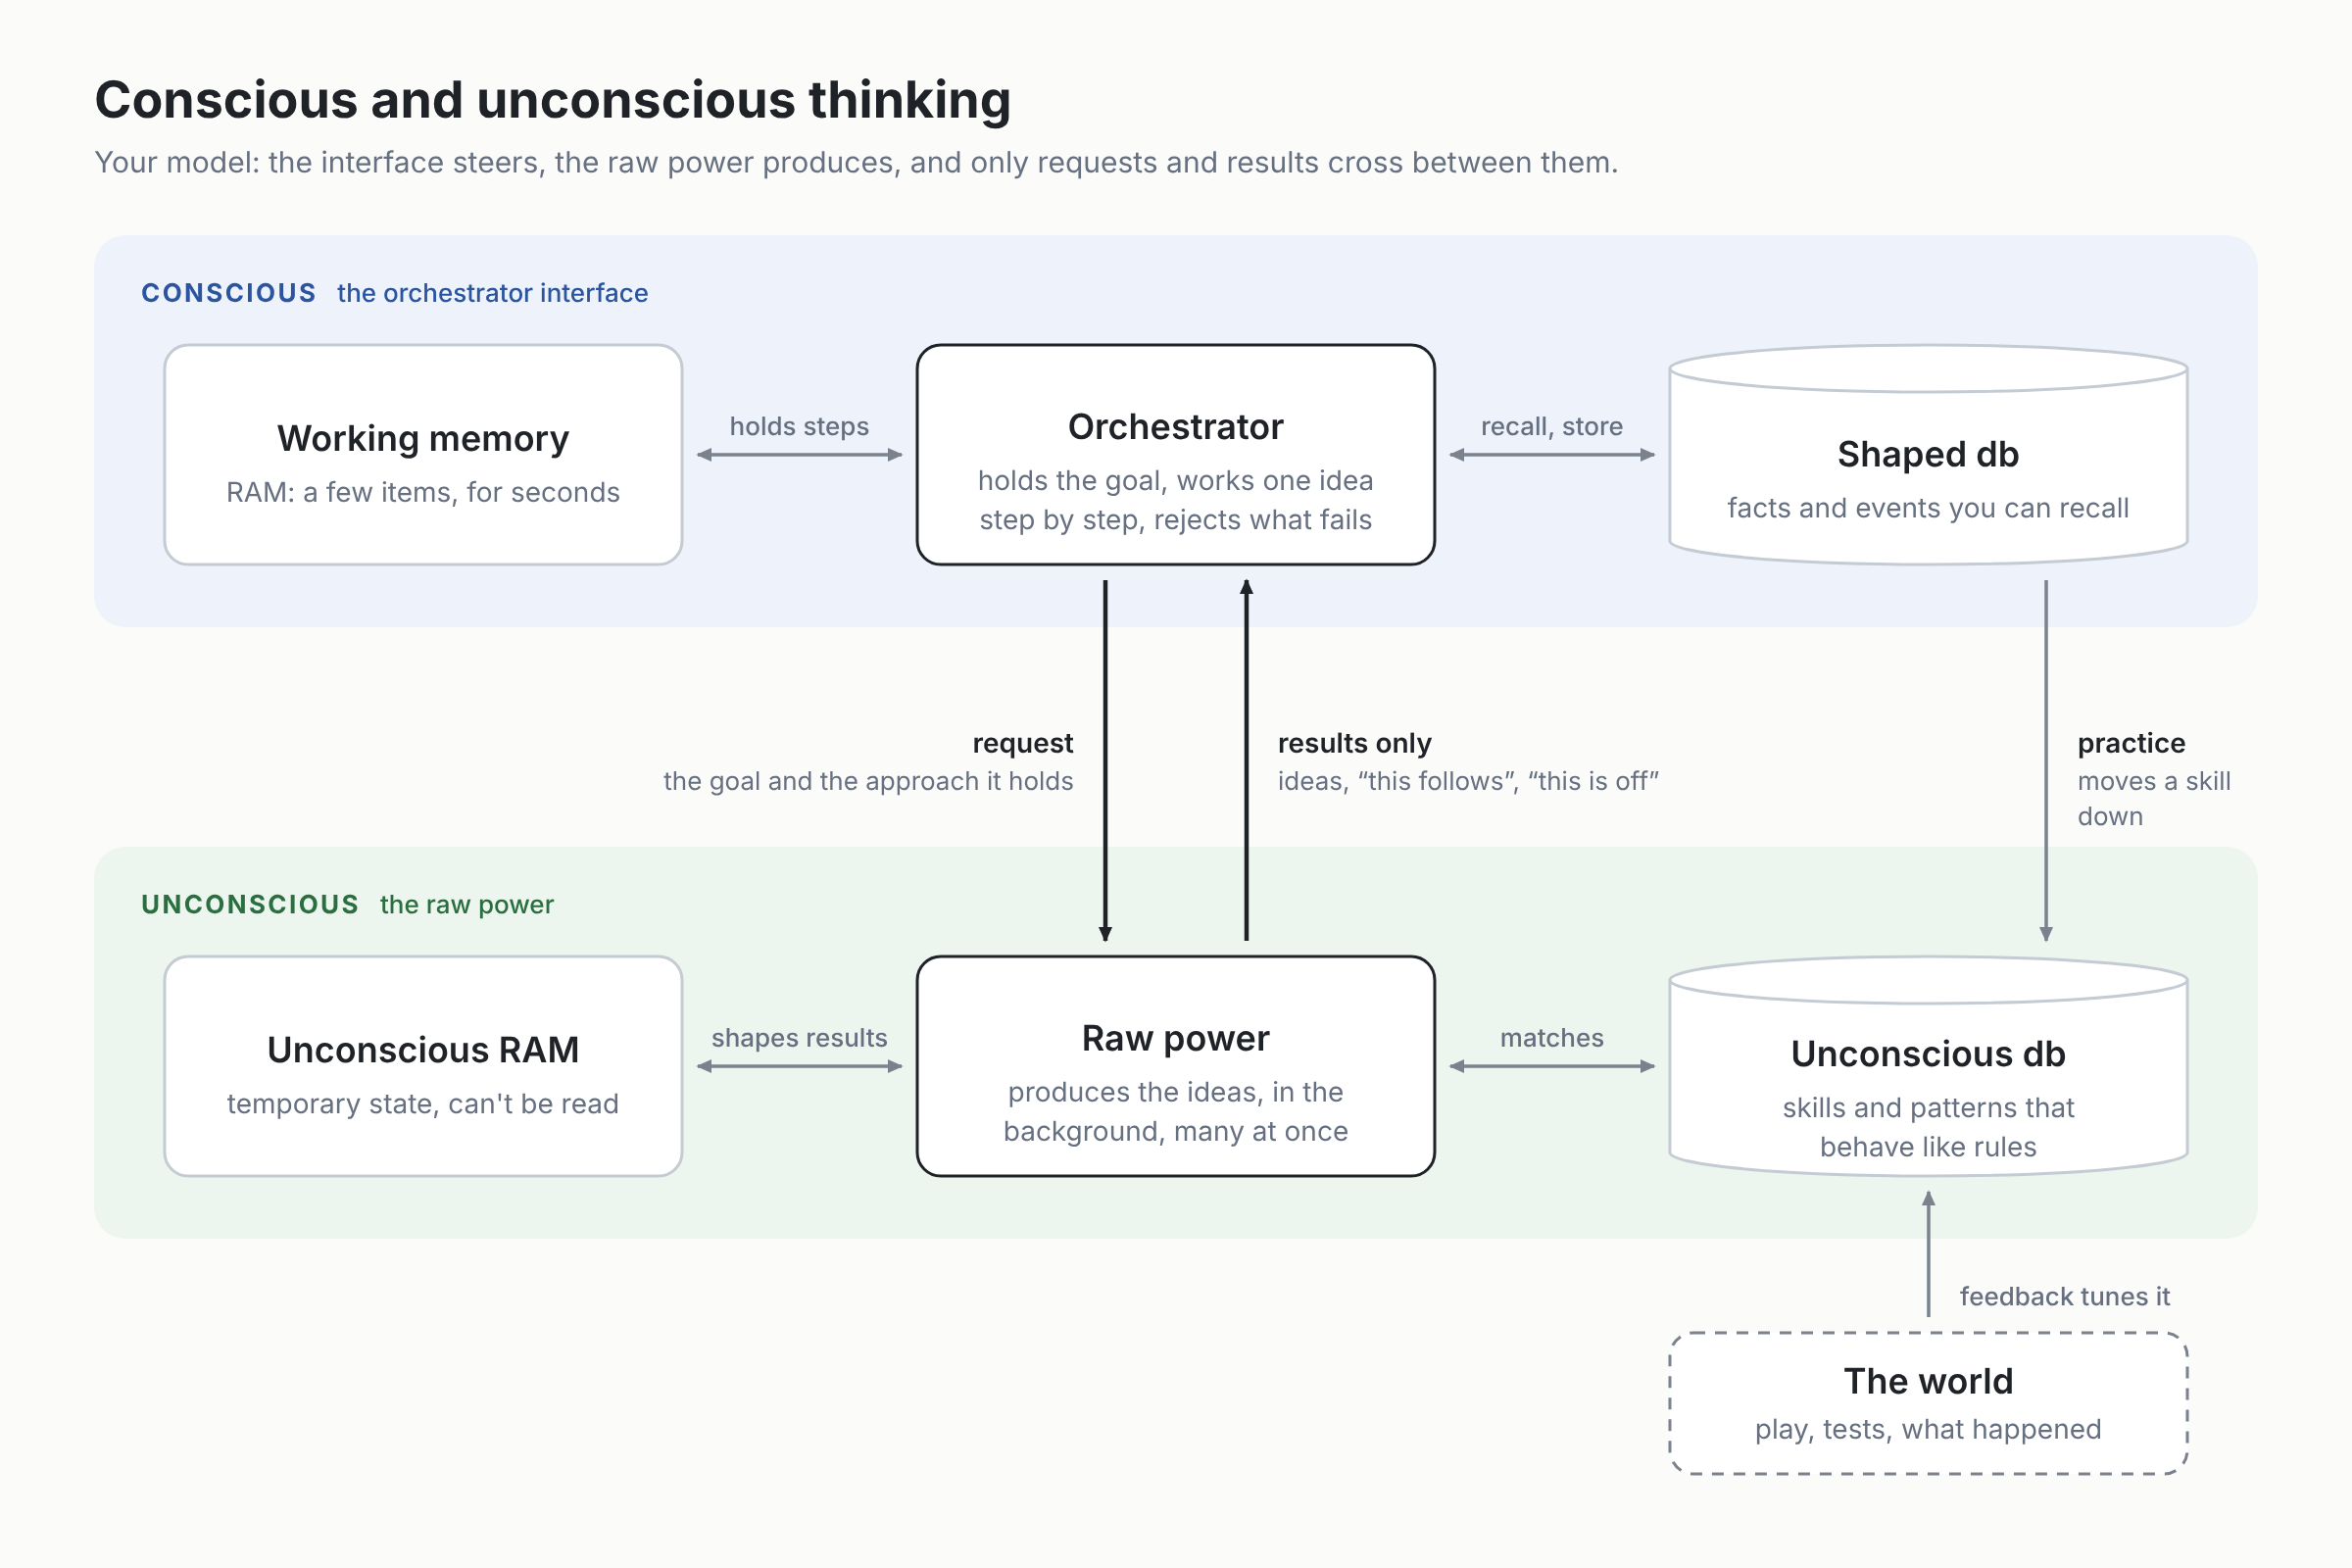 Conscious and unconscious thinking
Your model: the interface steers, the raw power produces, and only requests and results cross between them.
CONSCIOUS the orchestrator interface
Working memory
RAM: a few items, for seconds
holds steps
Orchestrator
holds the goal, works one idea
step by step, rejects what fails
recall, store
Shaped db
facts and events you can recall
request
the goal and the approach it holds
results only
ideas, “this follows”, “this is off”
practice
moves a skill
down
UNCONSCIOUS the raw power
Unconscious RAM
temporary state, can't be read
shapes results
Raw power
produces the ideas, in the
background, many at once
matches
Unconscious db
skills and patterns that
behave like rules
feedback tunes it
The world
play, tests, what happened